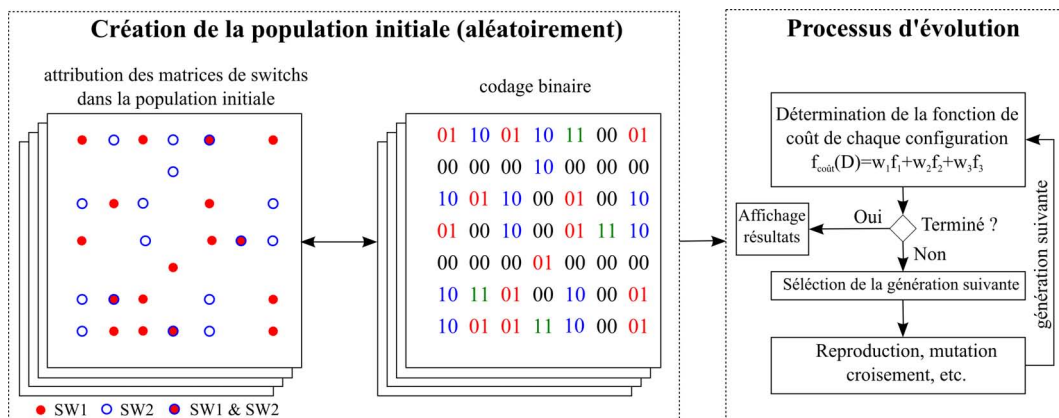 Création de la population initiale (aléatoirement)
attribution des matrices de switchs
dans la population initiale
codage binaire
01 10 01 10 11 00 01
00 00 00 10 00 00 00
10 01 10 00 01 00 10
01 00 10 00 01 11 10
00 00 00 01 00 00 00
10 11 01 00 10 00 01
10 01 01 11 10 00 01
SW1 SW2 SW1 & SW2
Processus d'évolution
Détermination de la fonction de
coût de chaque configuration
f_coût(D)=w₁f₁+w₂f₂+w₃f₃
Oui
Terminé ?
Affichage
résultats
Non
Séléction de la génération suivante
Reproduction, mutation
croisement, etc.
génération suivante